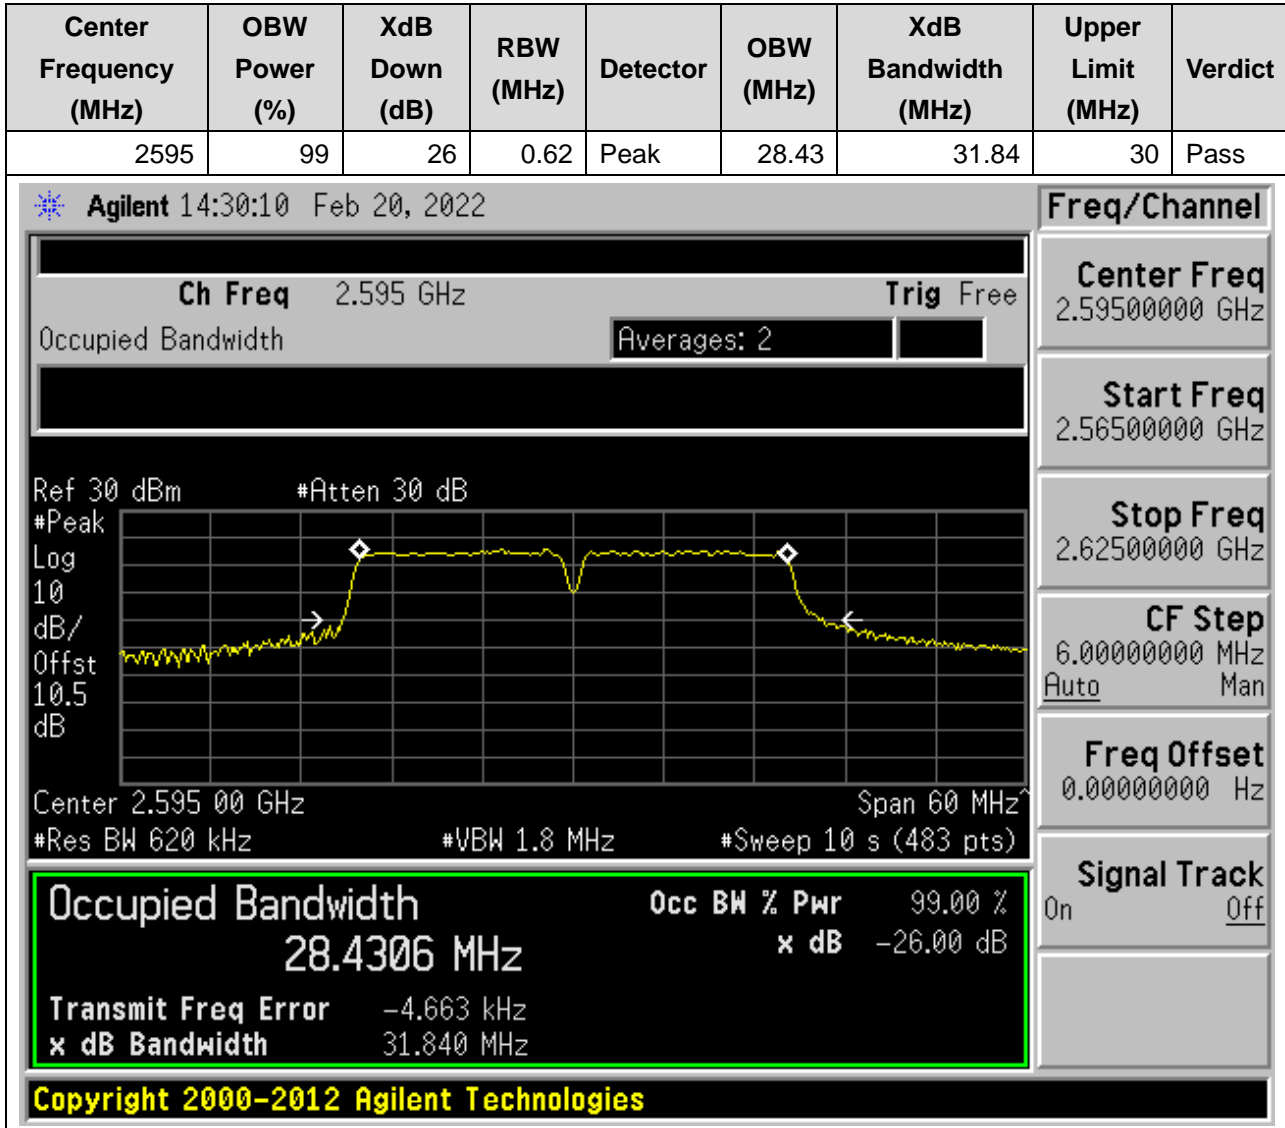 Center Frequency (MHz) OBW Power (%) XdB Down (dB) RBW (MHz) Detector OBW (MHz) XdB Bandwidth (MHz) Upper Limit (MHz) Verdict
2595 99 26 0.62 Peak 28.43 31.84 30 Pass
Agilent 14:30:10 Feb 20, 2022
Freq/Channel
Ch Freq 2.595 GHz Trig Free
Occupied Bandwidth Averages: 2
Center Freq
2.59500000 GHz
Start Freq
2.56500000 GHz
Stop Freq
2.62500000 GHz
CF Step
6.00000000 MHz
Auto Man
Freq Offset
0.00000000 Hz
Signal Track
On Off
Ref 30 dBm #Atten 30 dB
#Peak
Log
10
dB/
Offst
10.5
dB
Center 2.595 00 GHz Span 60 MHz^
#Res BW 620 kHz #VBW 1.8 MHz #Sweep 10 s (483 pts)
Occupied Bandwidth Occ BW % Pwr 99.00 %
28.4306 MHz x dB -26.00 dB
Transmit Freq Error -4.663 kHz
x dB Bandwidth 31.840 MHz
Copyright 2000-2012 Agilent Technologies